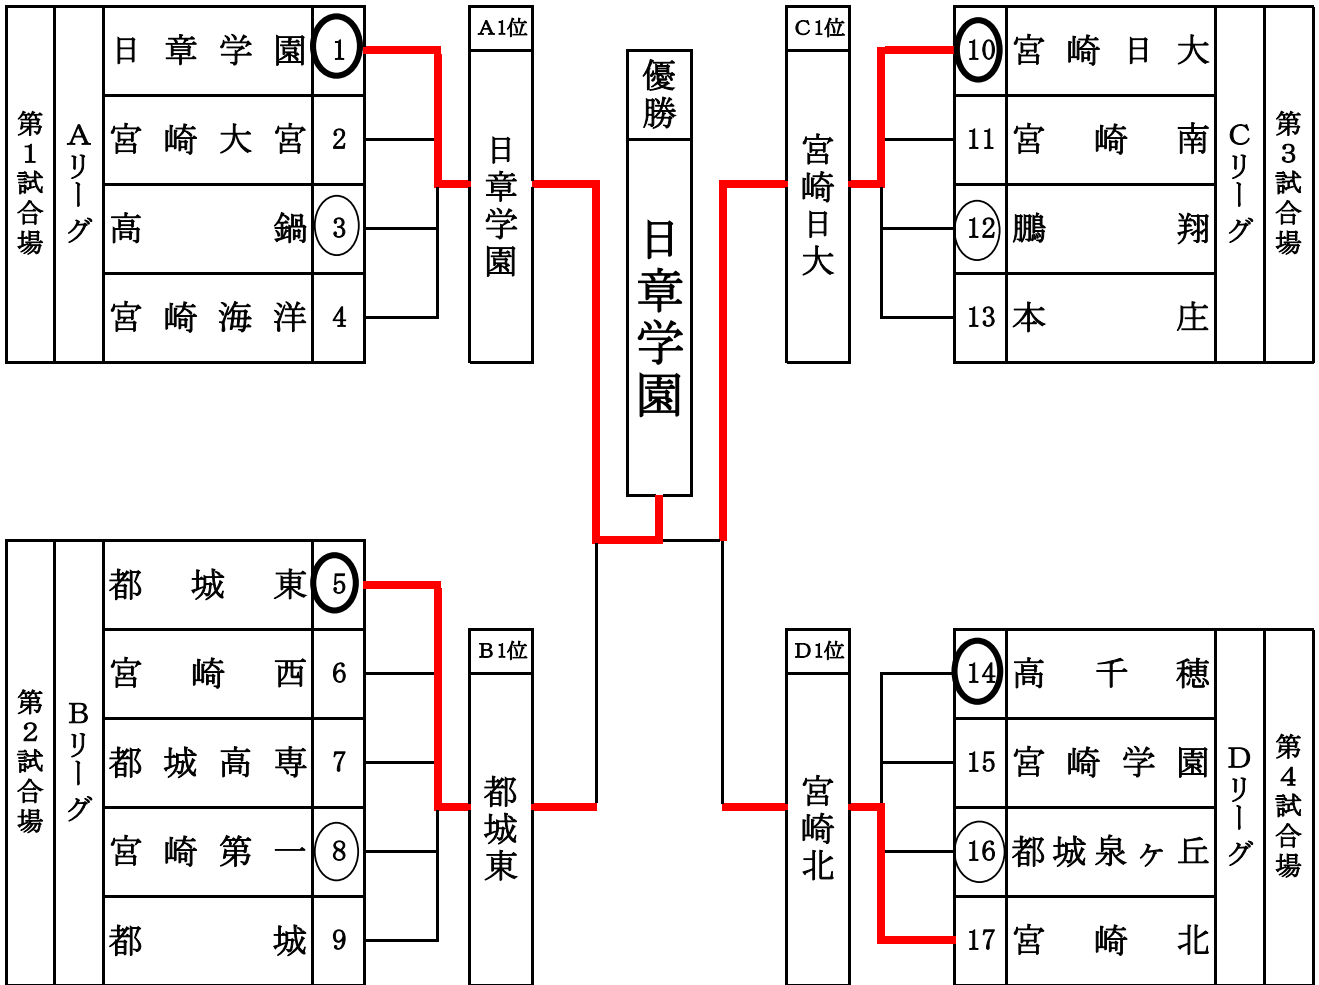 第1試合場
Aリーグ
日章学園 1
宮崎大宮 2
高鍋 3
宮崎海洋 4
A1位
日章学園
優勝
日章学園
C1位
宮崎日大
10 宮崎日大
11 宮崎南
12 鵬翔
13 本庄
Cリーグ
第3試合場
第2試合場
Bリーグ
都城東 5
宮崎西 6
都城高専 7
宮崎第一 8
都城 9
B1位
都城東
D1位
宮崎北
14 高千穂
15 宮崎学園
16 都城泉ヶ丘
17 宮崎北
Dリーグ
第4試合場